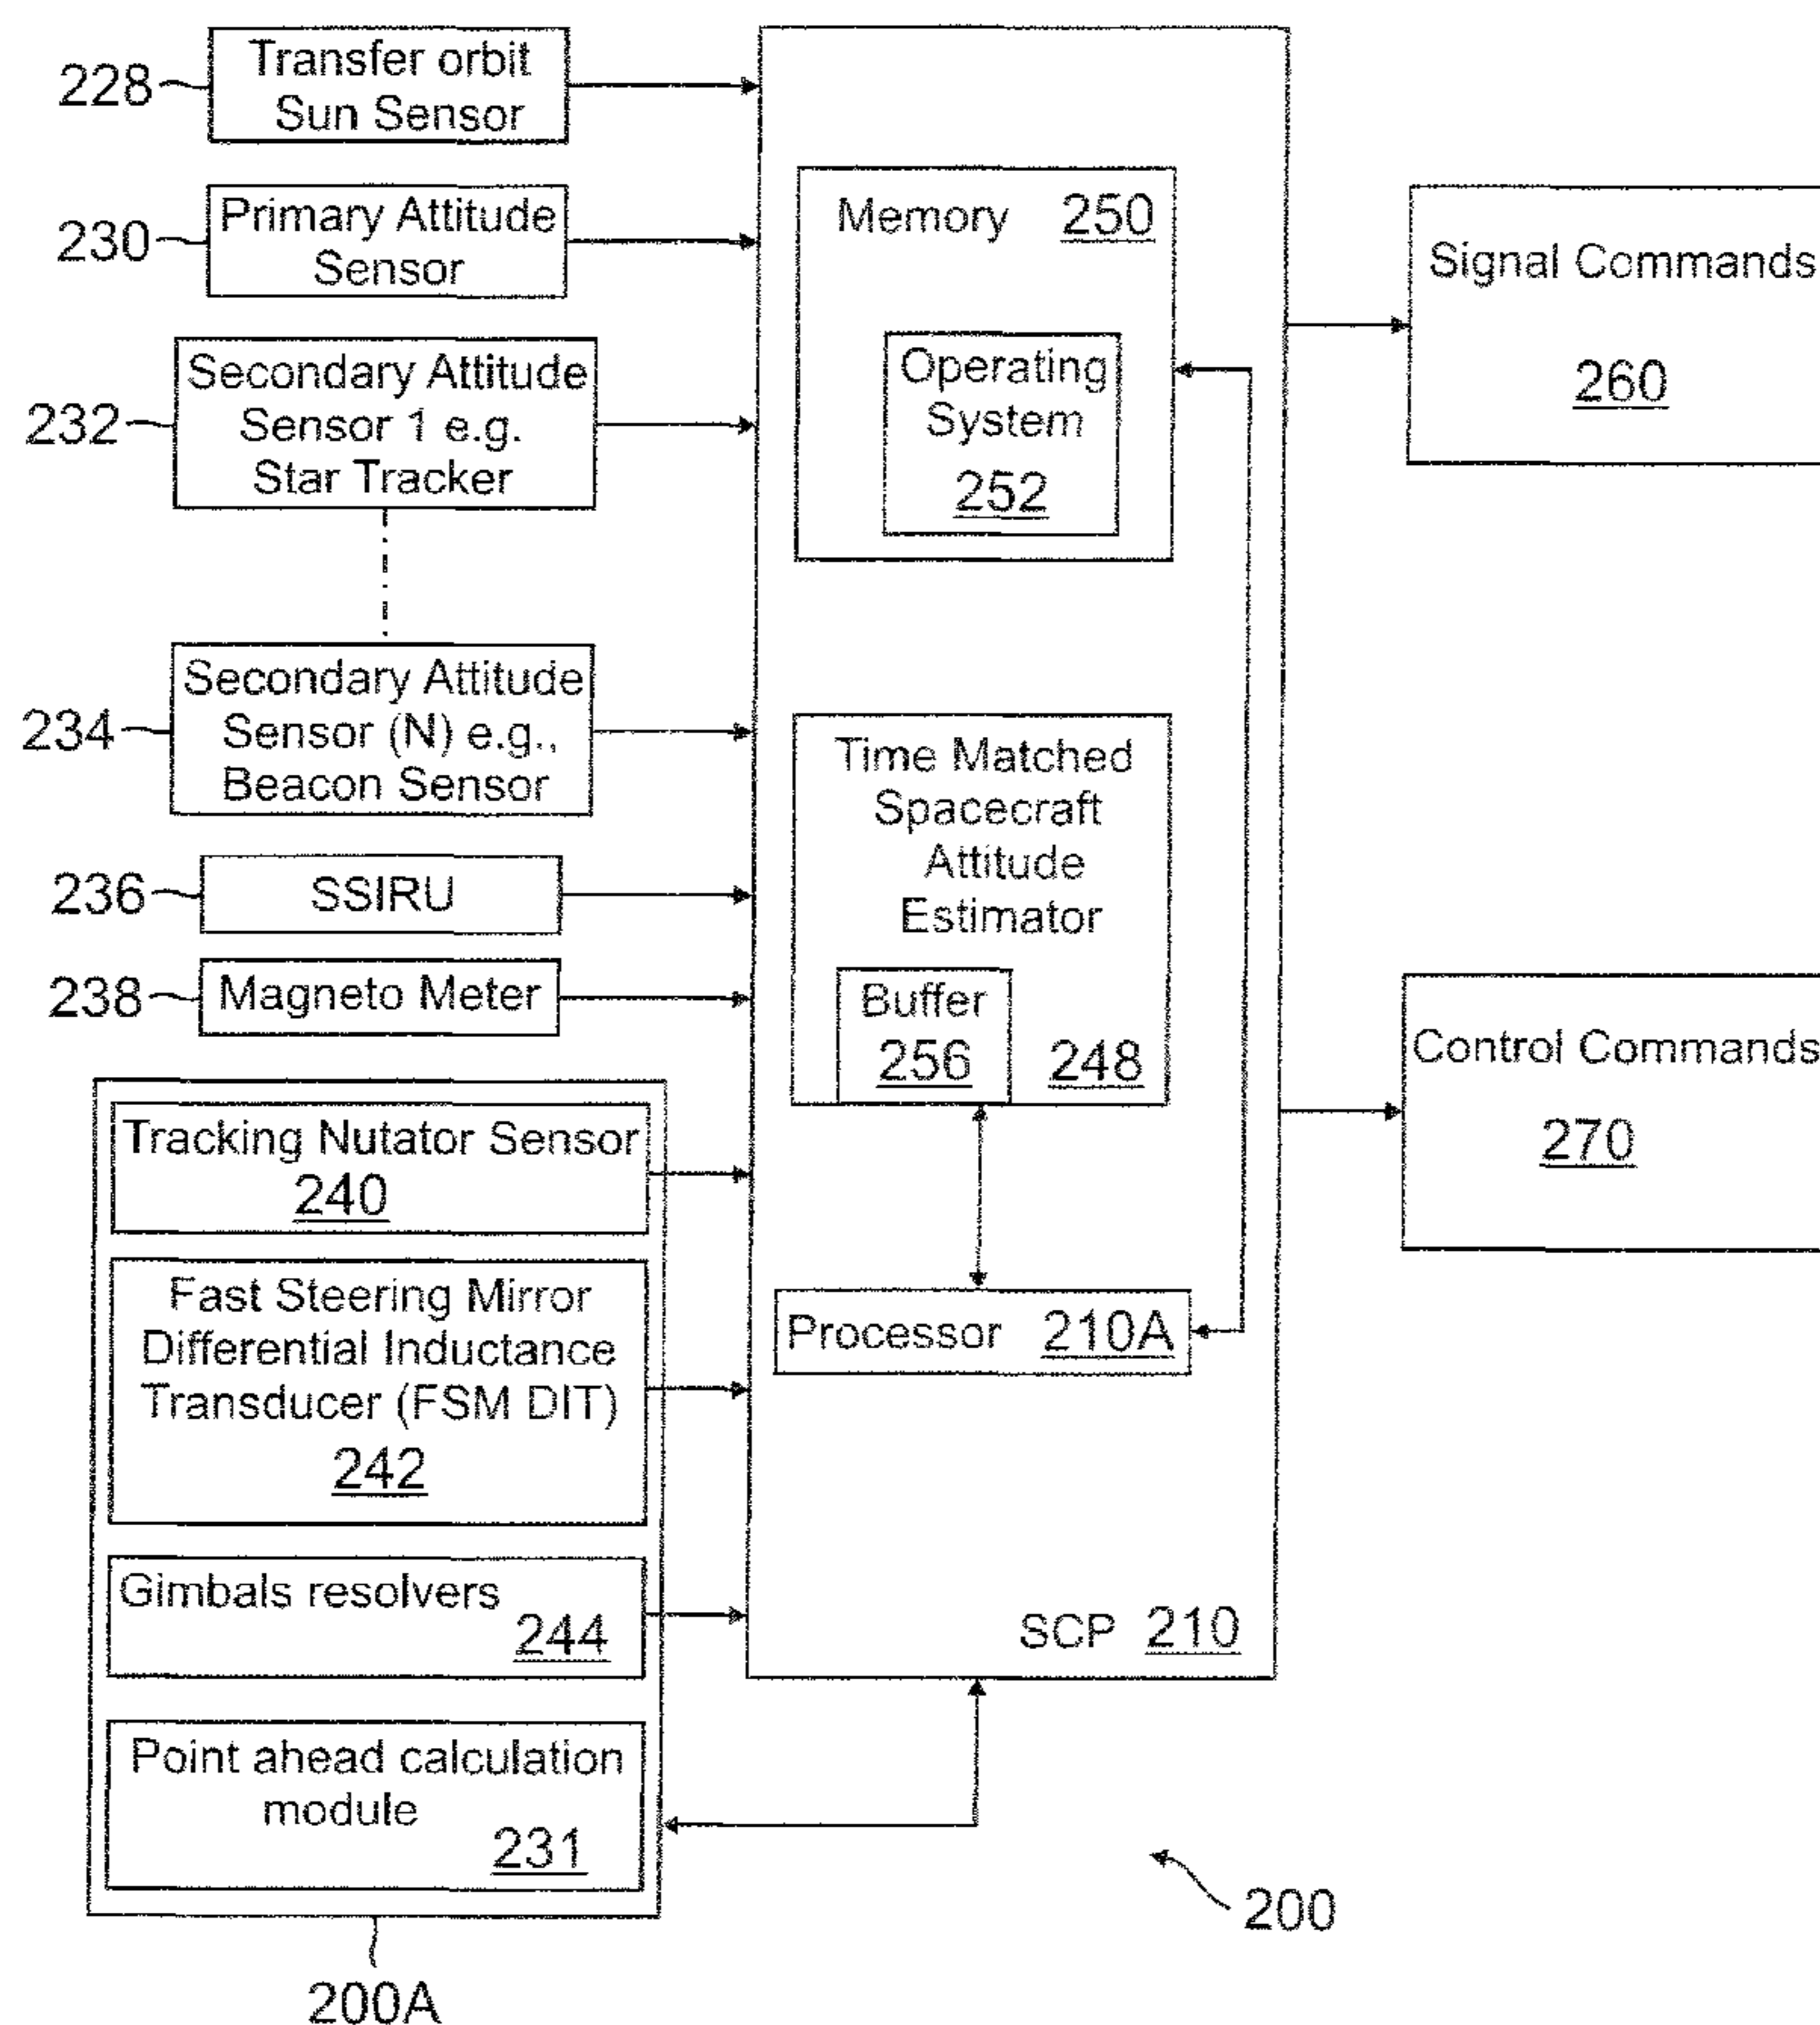 228
Transfer orbit
Sun Sensor
230
Primary Attitude
Sensor
232
Secondary Attitude
Sensor 1 e.g.
Star Tracker
234
Secondary Attitude
Sensor (N) e.g.,
Beacon Sensor
236
SSIRU
238
Magneto Meter
Tracking Nutator Sensor
240
Fast Steering Mirror
Differential Inductance
Transducer (FSM DIT)
242
Gimbals resolvers
244
Point ahead calculation
module
231
200A
Memory 250
Operating
System
252
Time Matched
Spacecraft
Attitude
Estimator
Buffer
256
248
Processor 210A
SCP 210
Signal Commands
260
Control Commands
270
200